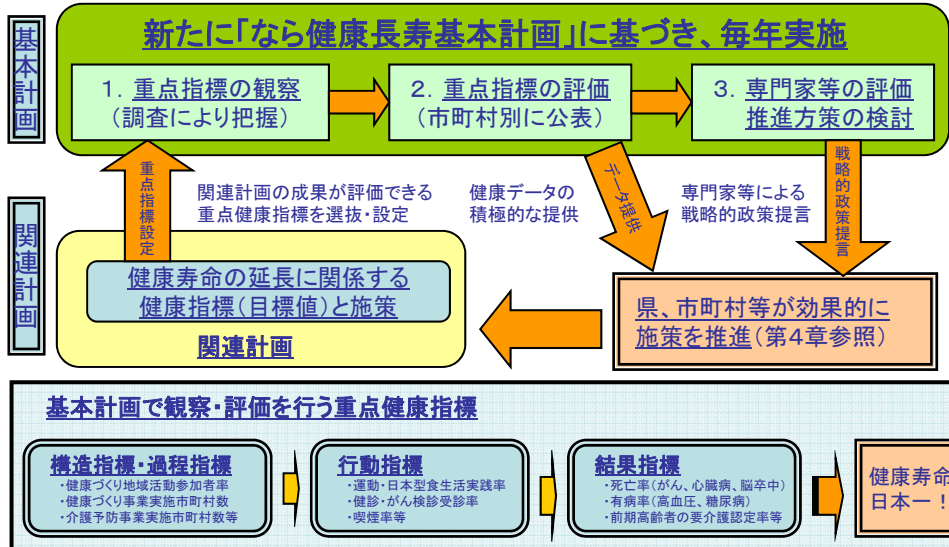 基本計画
新たに「なら健康長寿基本計画」に基づき、毎年実施
1．重点指標の観察
（調査により把握）
2．重点指標の評価
（市町村別に公表）
3．専門家等の評価
推進方策の検討
重点指標設定
関連計画の成果が評価できる
重点健康指標を選抜・設定
健康データの
積極的な提供
データ提供
専門家等による
戦略的政策提言
戦略的政策提言
関連計画
健康寿命の延長に関係する
健康指標（目標値）と施策
関連計画
県、市町村等が効果的に
施策を推進（第４章参照）
基本計画で観察・評価を行う重点健康指標
構造指標・過程指標
・健康づくり地域活動参加者率
・健康づくり事業実施市町村数
・介護予防事業実施市町村数等
行動指標
・運動・日本型食生活実践率
・健診・がん検診受診率
・喫煙率等
結果指標
・死亡率（がん、心臓病、脳卒中）
・有病率（高血圧、糖尿病）
・前期高齢者の要介護認定率等
健康寿命
日本一！